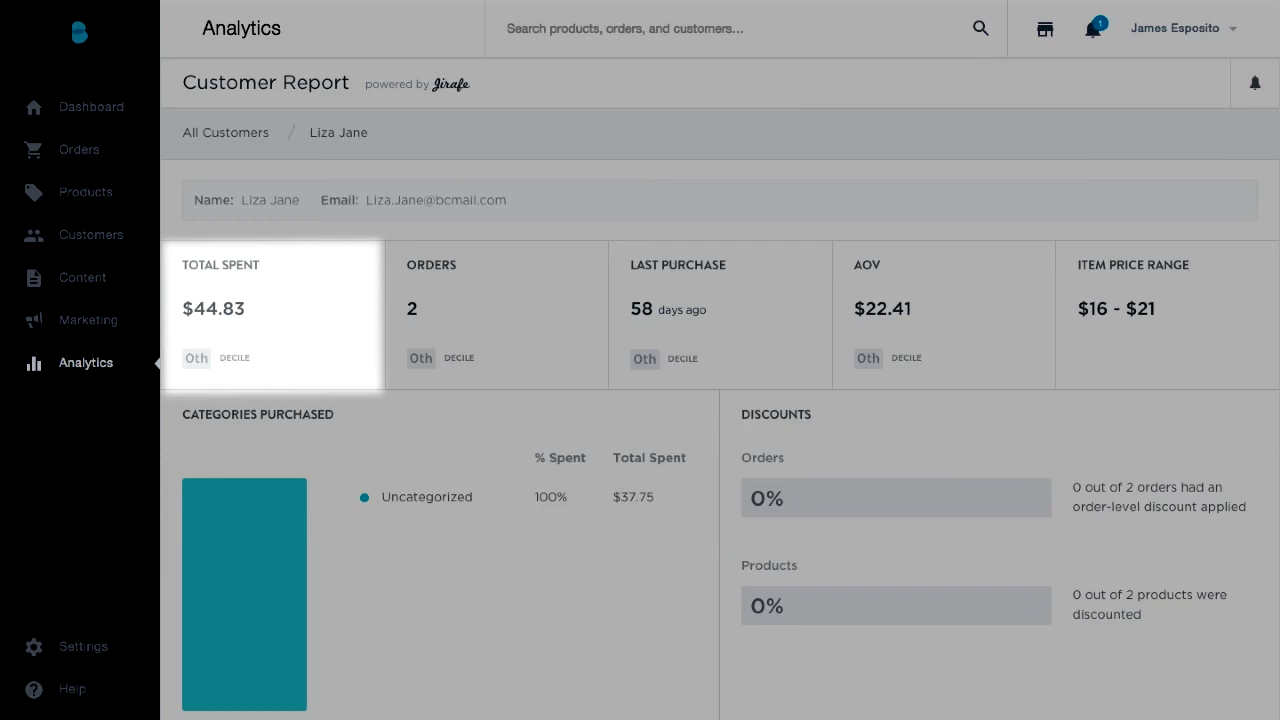 Analytics
Search products, orders, and customers...
1
James Esposito
Customer Report powered by Jirafe
Dashboard
Orders
Products
Customers
Content
Marketing
Analytics
Settings
Help
All Customers / Liza Jane
Name: Liza Jane Email: Liza.Jane@bcmail.com
TOTAL SPENT
$44.83
0th DECILE
ORDERS
2
0th DECILE
LAST PURCHASE
58 days ago
0th DECILE
AOV
$22.41
0th DECILE
ITEM PRICE RANGE
$16 - $21
CATEGORIES PURCHASED
% Spent Total Spent
Uncategorized 100% $37.75
DISCOUNTS
Orders
0%
0 out of 2 orders had an
order-level discount applied
Products
0%
0 out of 2 products were
discounted